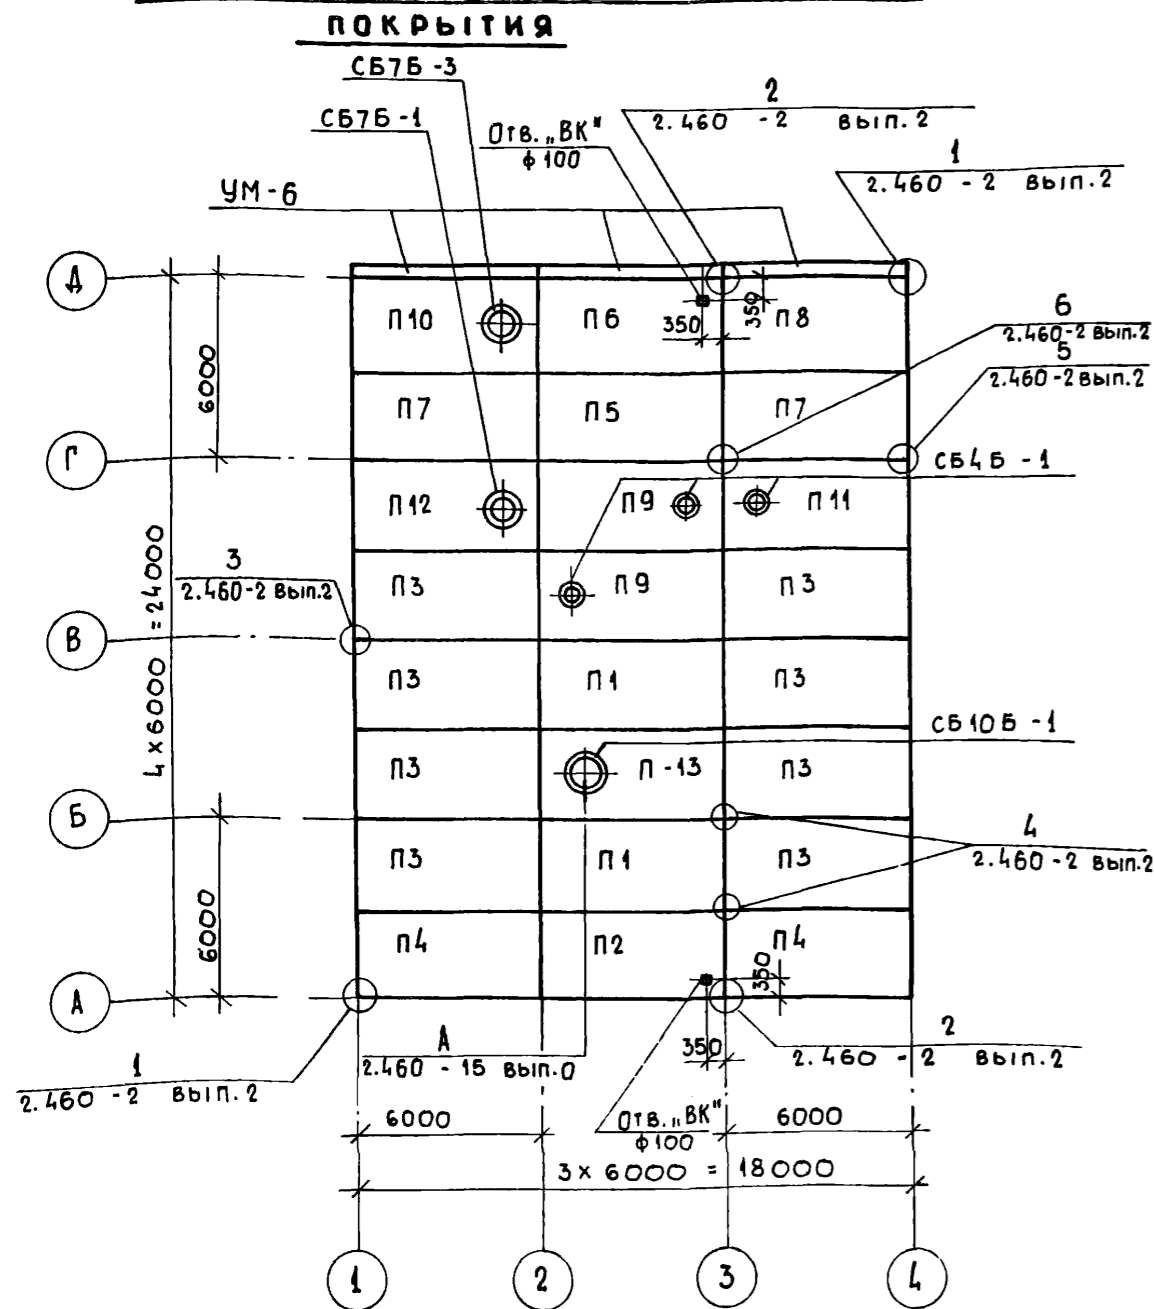 ПОКРЫТИЯ
СБ7Б-3
СБ7Б-1
Отв. „ВК"
ф100
2
2.460 -2 вып. 2
1
2.460 - 2 вып.2
УМ-6
Д
6000
П10
П6
350
350
П8
6
2.460-2 вып.2
5
2.460-2 вып.2
П7
П5
П7
Г
СБ4Б -1
П12
П9
П11
3
2.460-2 вып.2
П3
П9
П3
В
4х6000 = 24000
П3
П1
П3
СБ10Б -1
П3
П -13
П3
Б
4
2.460-2 вып.2
П3
П1
П3
6000
П4
П2
П4
350
А
350
2
2.460 -2 вып.2
А
2.460 - 15 вып.0
1
2.460 -2 вып. 2
6000
Отв. „ВК"
ф100
6000
3х 6000 = 18000
1
2
3
4